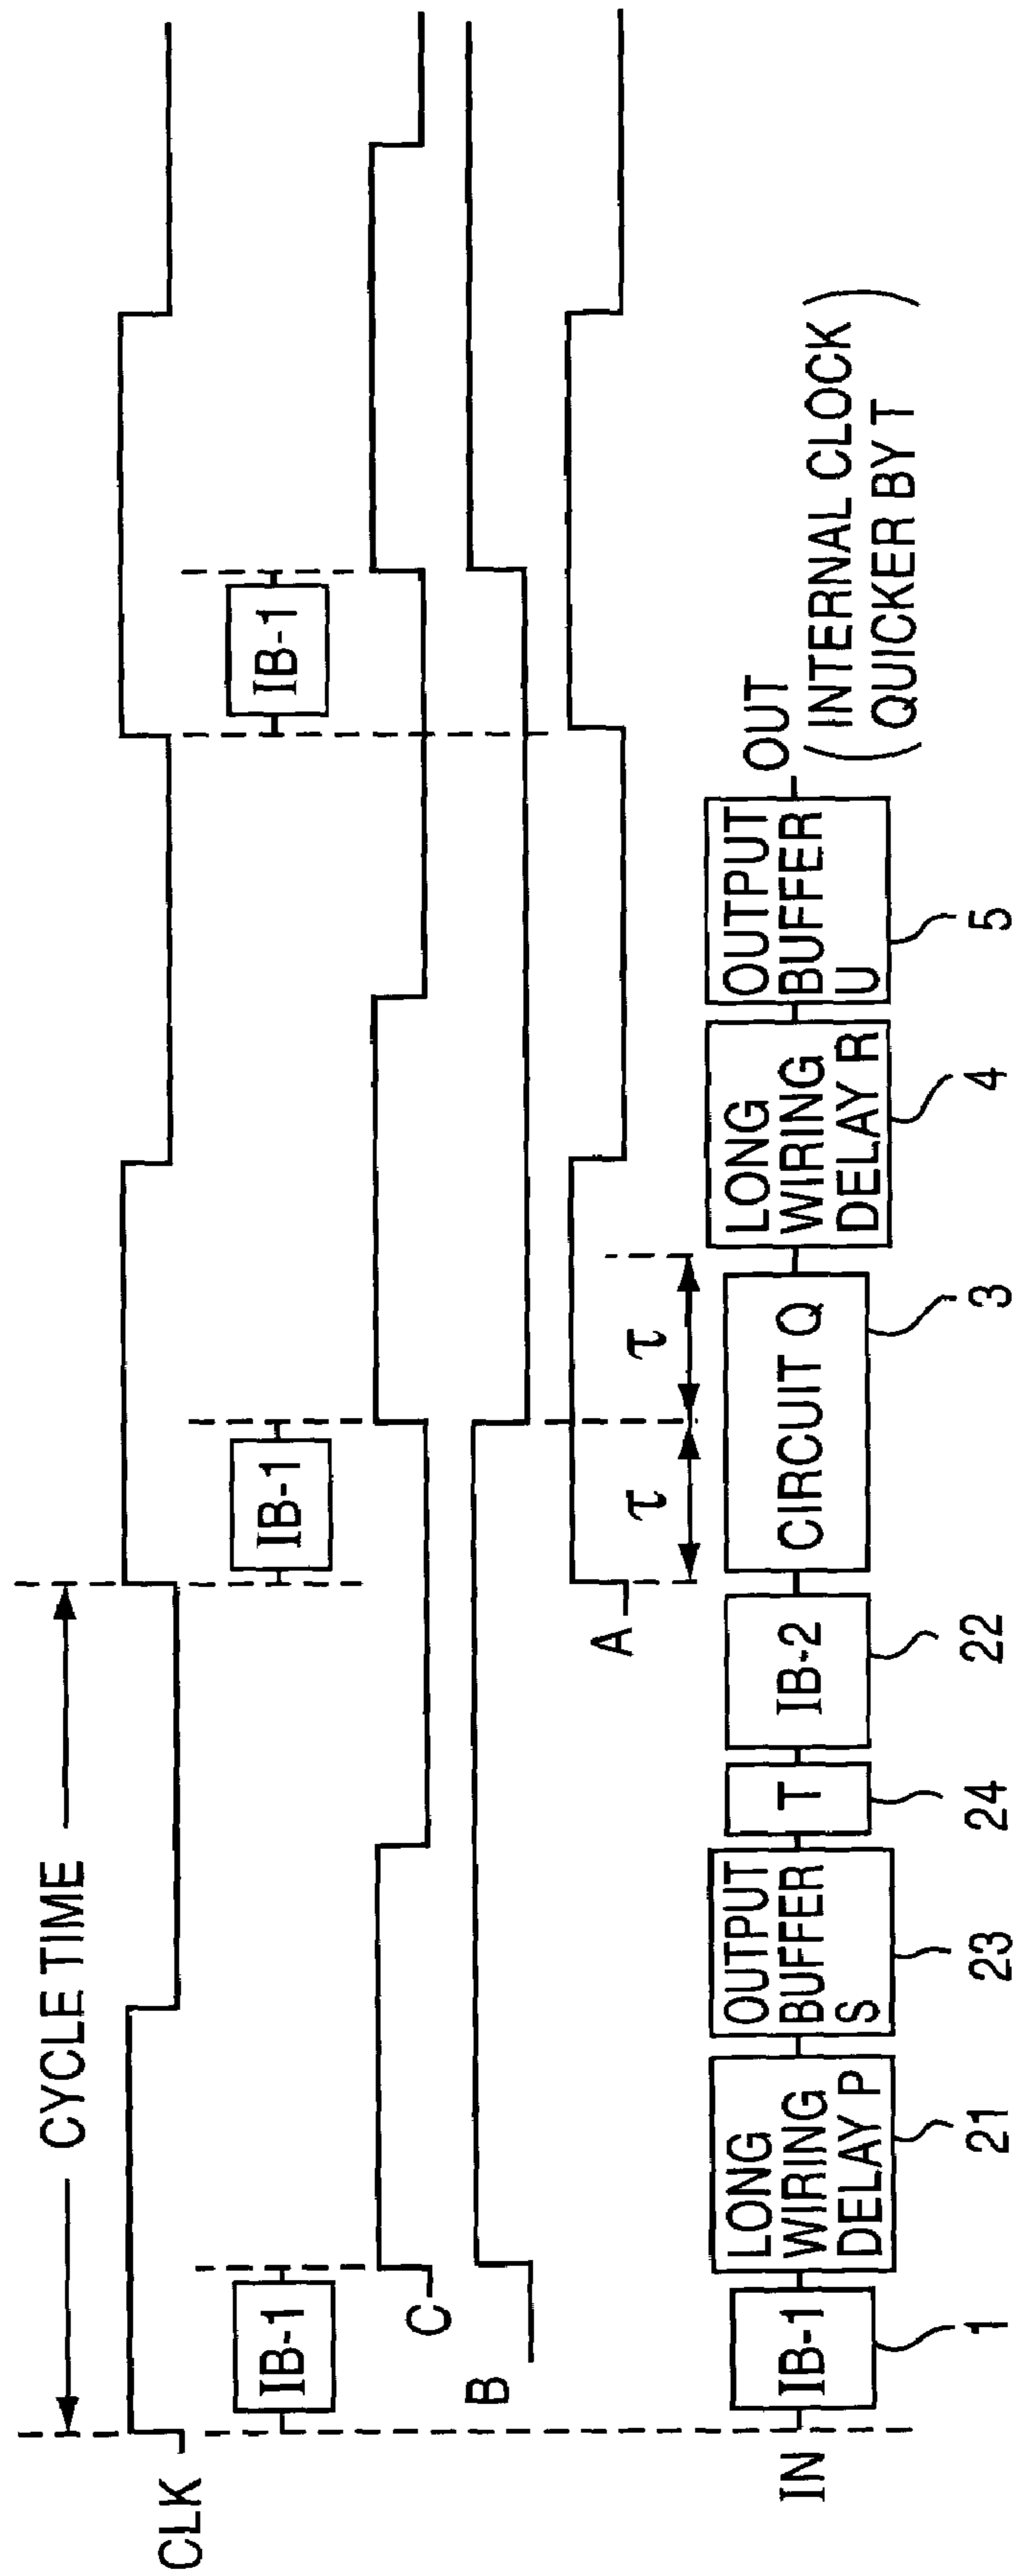 CYCLE TIME
CLK
IB-1
IB-1
IB-1
C
B
A
τ
τ
IN
IB-1
LONG
WIRING
DELAY P
OUTPUT
BUFFER
S
T
IB-2
CIRCUIT Q
LONG
WIRING
DELAY R
OUTPUT
BUFFER
U
OUT
(INTERNAL CLOCK
QUICKER BY T)
1
21
23
24
22
3
4
5